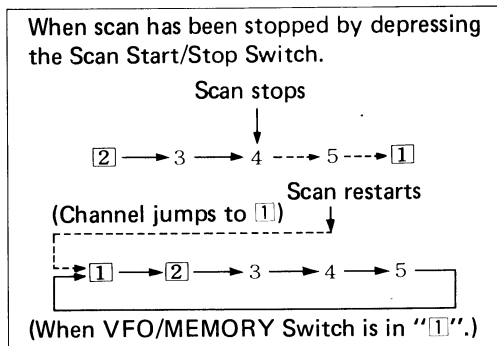 When scan has been stopped by depressing
the Scan Start/Stop Switch.
Scan stops
2 3 4 5 1
Scan restarts
(Channel jumps to 1)
1 2 3 4 5
(When VFO/MEMORY Switch is in "1".)